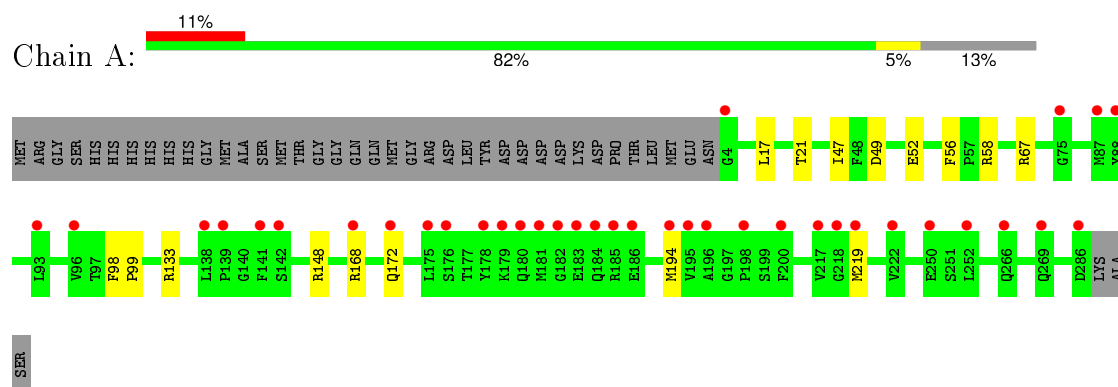 11%
Chain A:
82% 5% 13%
MET ARG GLY SER HIS HIS HIS HIS HIS HIS GLY MET ALA SER MET THR GLY GLY GLN GLN MET GLY ARG ASP LEU TYR ASP ASP ASP ASP LYS ASP PRO THR LEU MET GLU ASN G4 L17 T21 I47 F48 D49 E52 F56 P57 R58 R67 G75 M87 Y88
L93 V96 T97 F98 P99 R133 L138 P139 G140 F141 S142 R148 R168 Q172 L175 S176 T177 Y178 K179 Q180 M181 G182 E183 Q184 R185 E186 M194 V195 A196 G197 P198 S199 F200 V217 G218 M219 V222 E250 S251 L252 Q266 Q269 D286 LYS ALA
SER